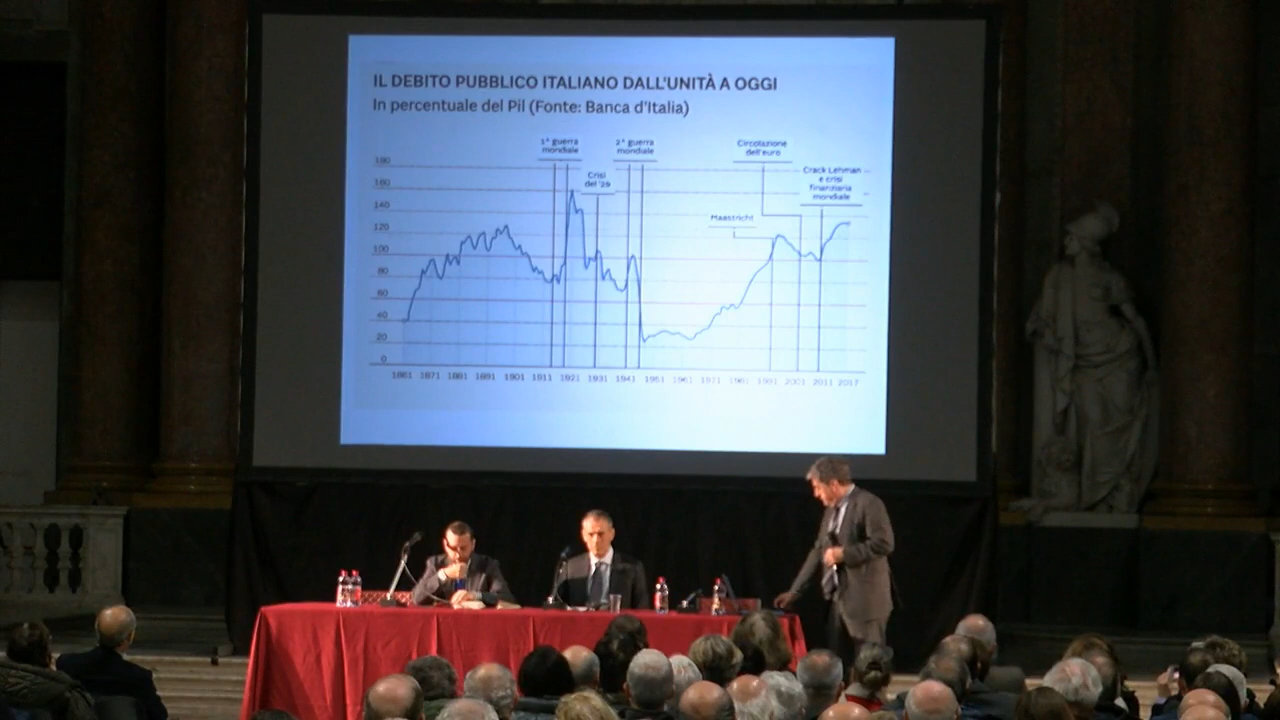 IL DEBITO PUBBLICO ITALIANO DALL'UNITÀ A OGGI
In percentuale del Pil (Fonte: Banca d'Italia)
1ª guerra
mondiale
2ª guerra
mondiale
Circolazione
dell'euro
Crisi
del '29
Crack Lehman
e crisi
finanziaria
mondiale
Maastricht
180
160
140
120
100
80
60
40
20
0
1861 1871 1881 1891 1901 1911 1921 1931 1941 1951 1961 1971 1981 1991 2001 2011 2017